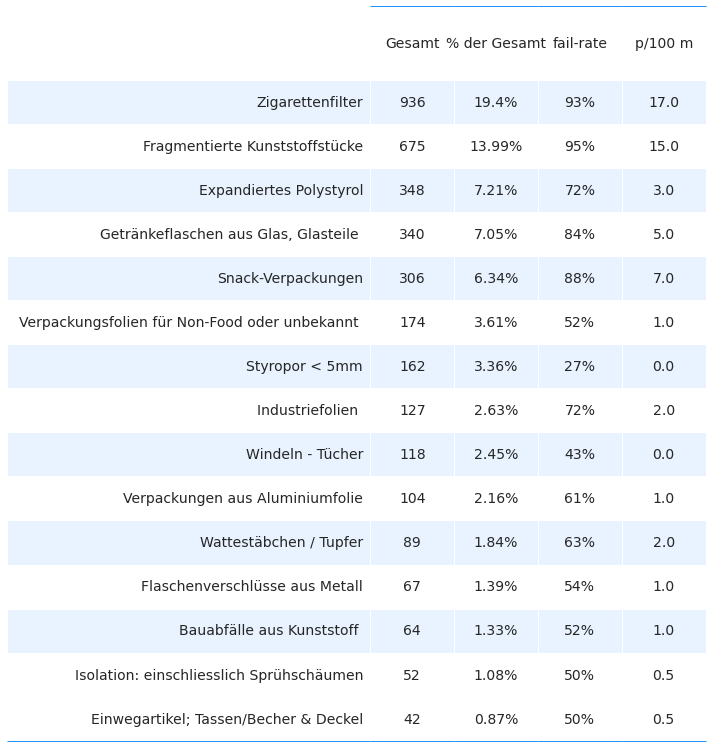 Gesamt % der Gesamt fail-rate p/100 m
Zigarettenfilter 936 19.4% 93% 17.0
Fragmentierte Kunststoffstücke 675 13.99% 95% 15.0
Expandiertes Polystyrol 348 7.21% 72% 3.0
Getränkeflaschen aus Glas, Glasteile 340 7.05% 84% 5.0
Snack-Verpackungen 306 6.34% 88% 7.0
Verpackungsfolien für Non-Food oder unbekannt 174 3.61% 52% 1.0
Styropor < 5mm 162 3.36% 27% 0.0
Industriefolien 127 2.63% 72% 2.0
Windeln - Tücher 118 2.45% 43% 0.0
Verpackungen aus Aluminiumfolie 104 2.16% 61% 1.0
Wattestäbchen / Tupfer 89 1.84% 63% 2.0
Flaschenverschlüsse aus Metall 67 1.39% 54% 1.0
Bauabfälle aus Kunststoff 64 1.33% 52% 1.0
Isolation: einschliesslich Sprühschäumen 52 1.08% 50% 0.5
Einwegartikel; Tassen/Becher & Deckel 42 0.87% 50% 0.5